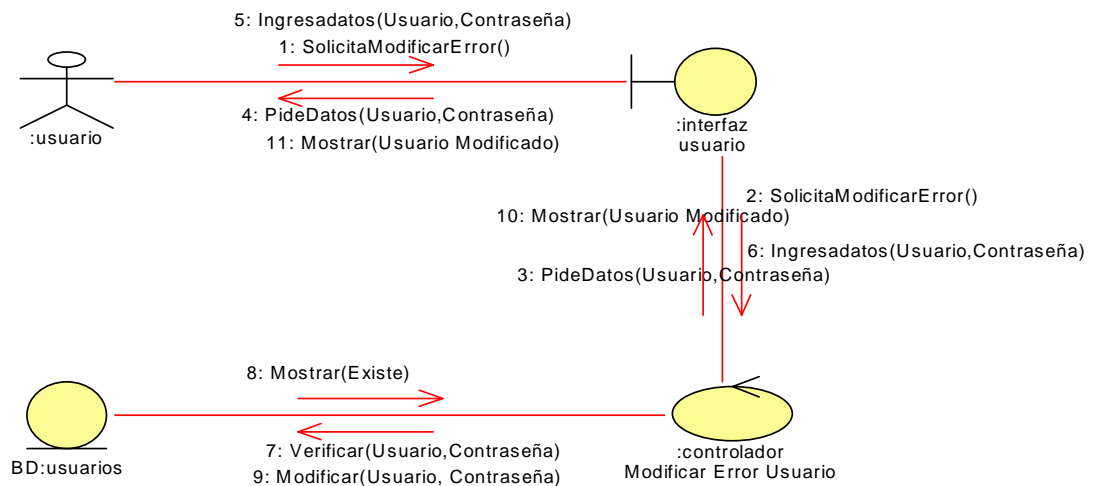 5: Ingresadatos(Usuario,Contraseña)
1: SolicitaModificarError()
4: PideDatos(Usuario,Contraseña)
11: Mostrar(Usuario Modificado)
:usuario
:interfaz
usuario
2: SolicitaModificarError()
10: Mostrar(Usuario Modificado)
6: Ingresadatos(Usuario,Contraseña)
3: PideDatos(Usuario,Contraseña)
8: Mostrar(Existe)
7: Verificar(Usuario,Contraseña)
9: Modificar(Usuario, Contraseña)
BD:usuarios
:controlador
Modificar Error Usuario